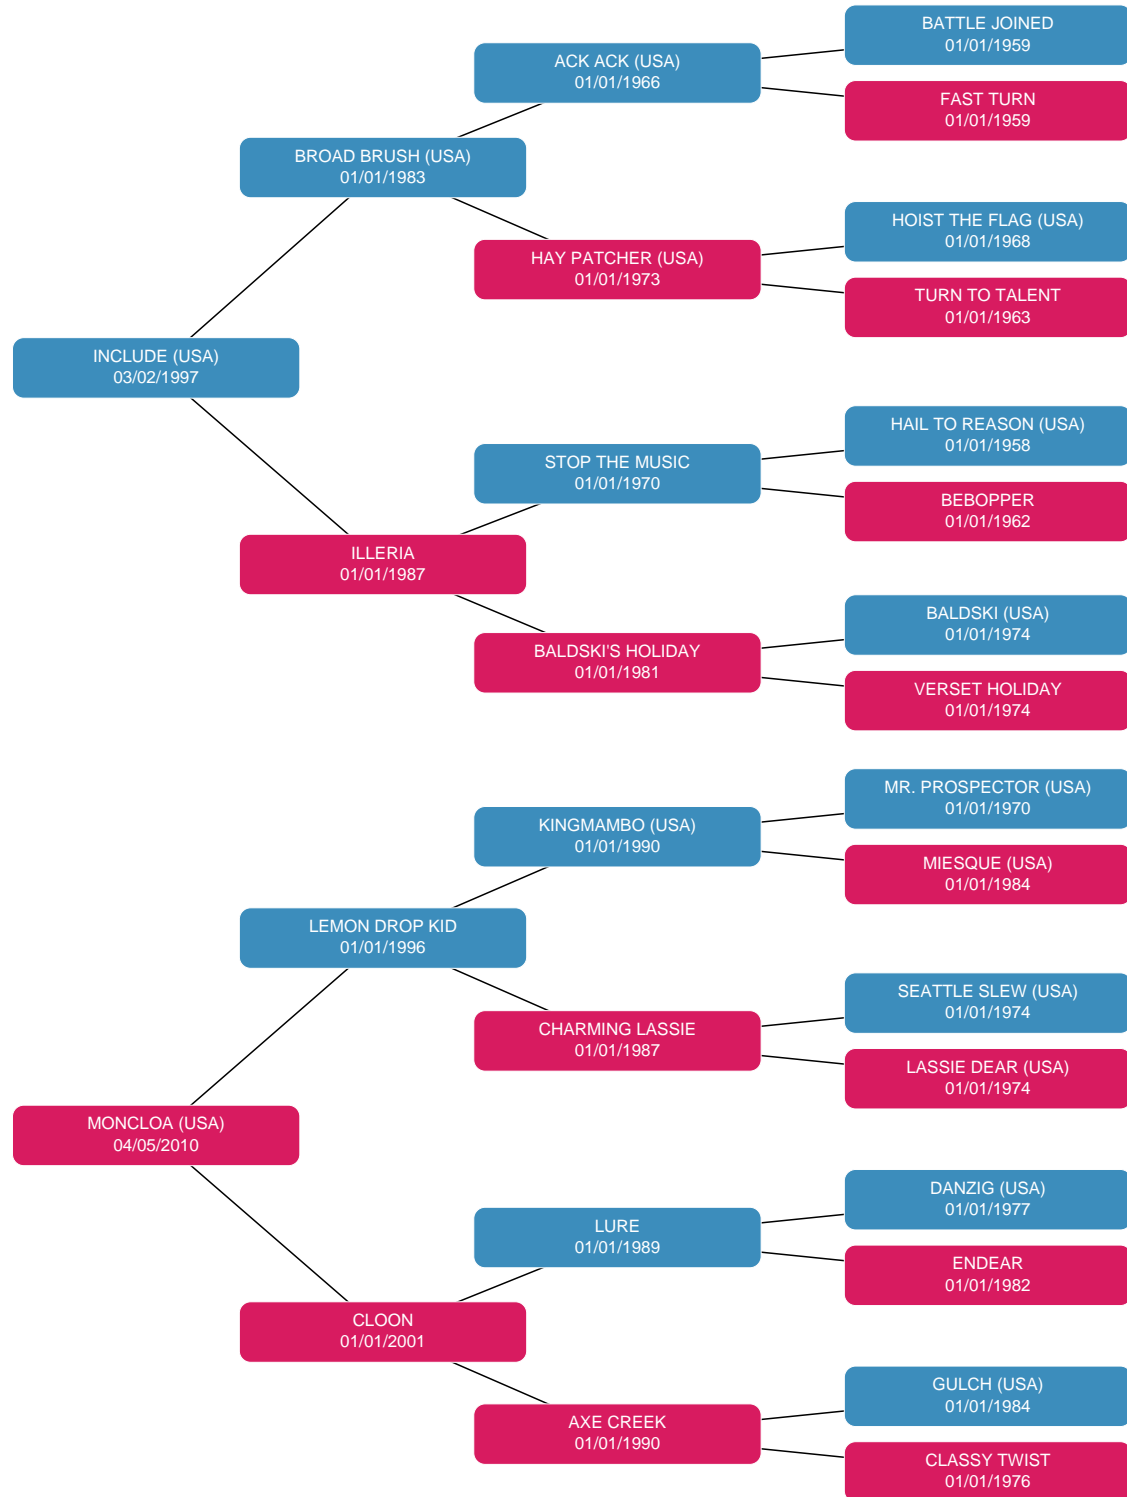 BATTLE JOINED
01/01/1959
ACK ACK (USA)
01/01/1966
FAST TURN
01/01/1959
BROAD BRUSH (USA)
01/01/1983
HOIST THE FLAG (USA)
01/01/1968
HAY PATCHER (USA)
01/01/1973
TURN TO TALENT
01/01/1963
INCLUDE (USA)
03/02/1997
HAIL TO REASON (USA)
01/01/1958
STOP THE MUSIC
01/01/1970
BEBOPPER
01/01/1962
ILLERIA
01/01/1987
BALDSKI (USA)
01/01/1974
BALDSKI'S HOLIDAY
01/01/1981
VERSET HOLIDAY
01/01/1974
MR. PROSPECTOR (USA)
01/01/1970
KINGMAMBO (USA)
01/01/1990
MIESQUE (USA)
01/01/1984
LEMON DROP KID
01/01/1996
SEATTLE SLEW (USA)
01/01/1974
CHARMING LASSIE
01/01/1987
LASSIE DEAR (USA)
01/01/1974
MONCLOA (USA)
04/05/2010
DANZIG (USA)
01/01/1977
LURE
01/01/1989
ENDEAR
01/01/1982
CLOON
01/01/2001
GULCH (USA)
01/01/1984
AXE CREEK
01/01/1990
CLASSY TWIST
01/01/1976